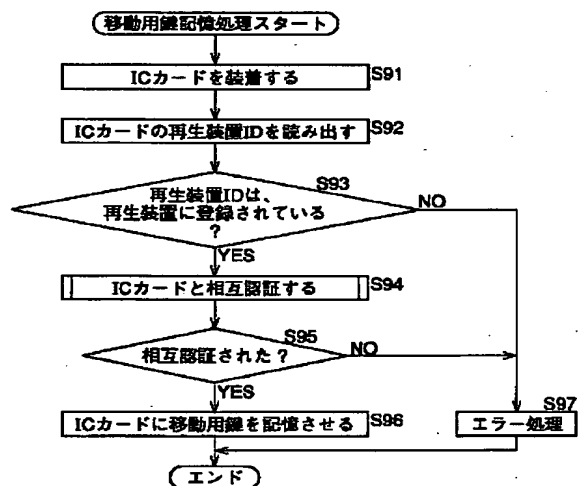 移動用鍵記憶処理スタート
ICカードを装着する
S91
ICカードの再生装置IDを読み出す
S92
S93
再生装置IDは、
再生装置に登録されている
?
NO
YES
ICカードと相互認証する
S94
S95
相互認証された?
NO
YES
S97
ICカードに移動用鍵を記憶させる
S96
エラー処理
エンド